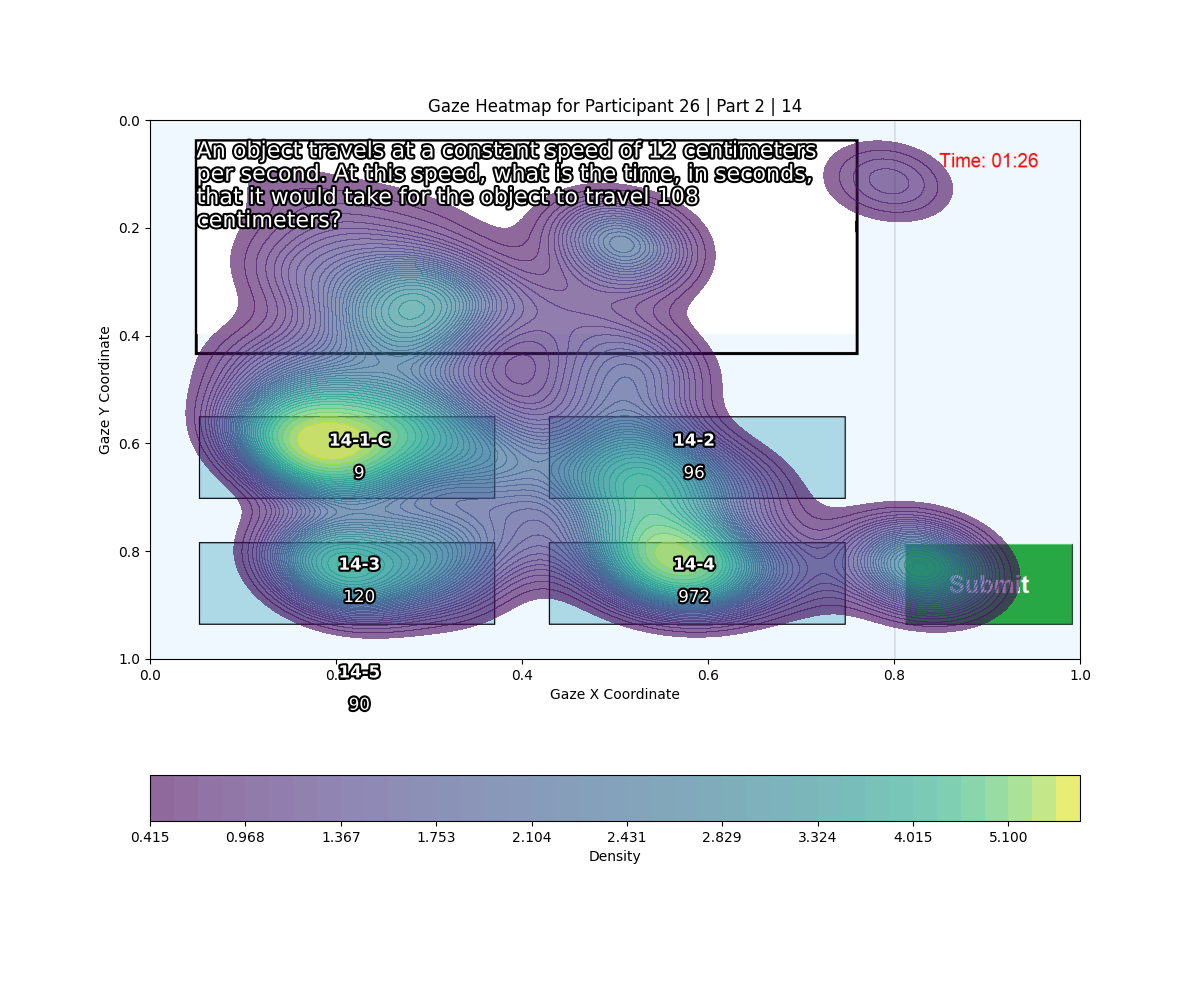 Gaze Heatmap for Participant 26 | Part 2 | 14
An object travels at a constant speed of 12 centimeters
per second. At this speed, what is the time, in seconds,
that it would take for the object to travel 108
centimeters?
Time: 01:26
14-1-C
9
14-2
96
14-3
120
14-4
972
Submit
14-5
90
0.0
0.2
0.4
0.6
0.8
1.0
Gaze Y Coordinate
0.0 0.2 0.4 0.6 0.8 1.0
Gaze X Coordinate
0.415 0.968 1.367 1.753 2.104 2.431 2.829 3.324 4.015 5.100
Density